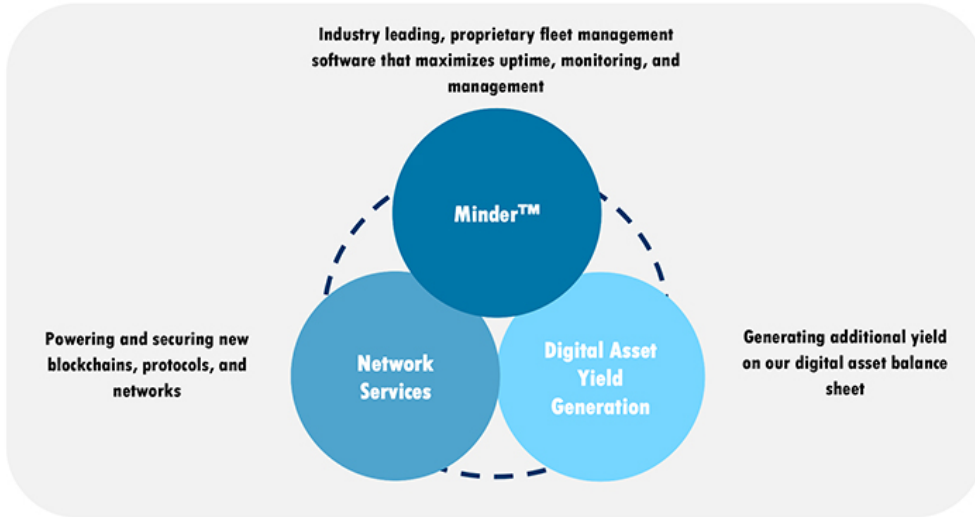 Industry leading, proprietary fleet management
software that maximizes uptime, monitoring, and
management
Minder™
Powering and securing new
blockchains, protocols, and
networks
Network
Services
Digital Asset
Yield
Generation
Generating additional yield
on our digital asset balance
sheet